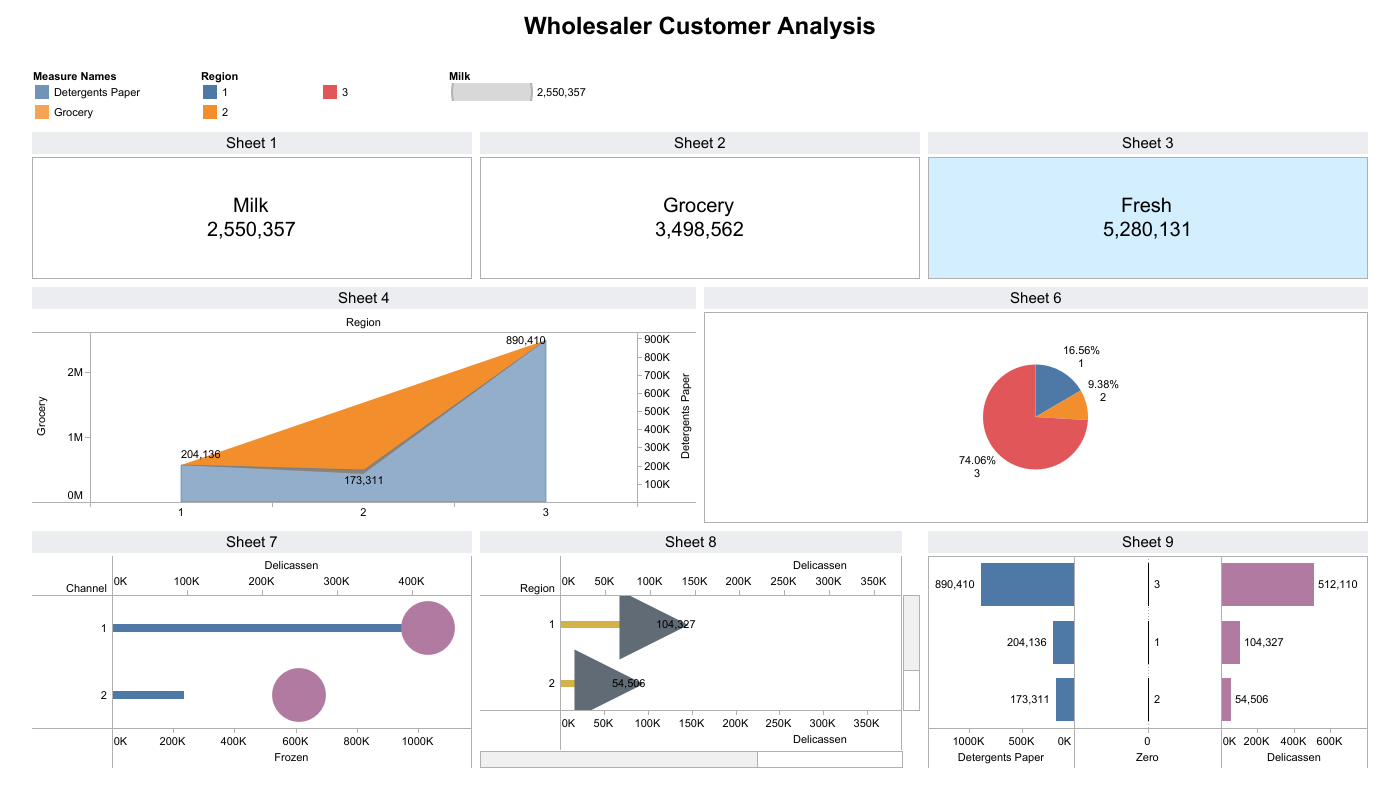 Wholesaler Customer Analysis
Measure Names
Detergents Paper
Grocery
Region
1
2
3
Milk
2,550,357
Sheet 1
Milk
2,550,357
Sheet 2
Grocery
3,498,562
Sheet 3
Fresh
5,280,131
Sheet 4
Region
Grocery
2M
1M
0M
204,136
173,311
890,410
1
2
3
900K
800K
700K
600K
500K
400K
300K
200K
100K
Detergents Paper
Sheet 6
16.56%
1
9.38%
2
74.06%
3
Sheet 7
Delicassen
Channel
0K 100K 200K 300K 400K
1
2
0K 200K 400K 600K 800K 1000K
Frozen
Sheet 8
Delicassen
Region
0K 50K 100K 150K 200K 250K 300K 350K
1
104,327
2
54,506
0K 50K 100K 150K 200K 250K 300K 350K
Delicassen
Sheet 9
890,410 3 512,110
204,136 1 104,327
173,311 2 54,506
1000K 500K 0K 0 0K 200K 400K 600K
Detergents Paper Zero Delicassen